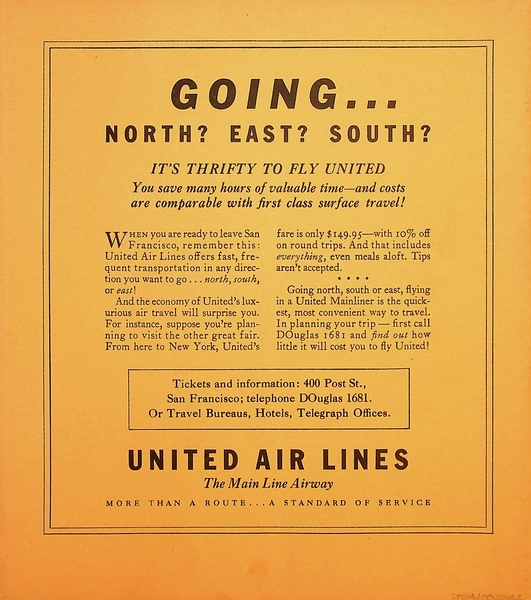 GOING...
NORTH? EAST? SOUTH?
IT'S THRIFTY TO FLY UNITED
You save many hours of valuable time—and costs
are comparable with first class surface travel!
WHEN you are ready to leave San
Francisco, remember this:
United Air Lines offers fast, fre-
quent transportation in any direc-
tion you want to go . . . north, south,
or east!
And the economy of United's lux-
urious air travel will surprise you.
For instance, suppose you're plan-
ning to visit the other great fair.
From here to New York, United's
fare is only $149.95—with 10% off
on round trips. And that includes
everything, even meals aloft. Tips
aren't accepted.
* * * *
Going north, south or east, flying
in a United Mainliner is the quick-
est, most convenient way to travel.
In planning your trip — first call
DOuglas 1681 and find out how
little it will cost you to fly United!
Tickets and information: 400 Post St.,
San Francisco; telephone DOuglas 1681.
Or Travel Bureaus, Hotels, Telegraph Offices.
UNITED AIR LINES
The Main Line Airway
MORE THAN A ROUTE...A STANDARD OF SERVICE